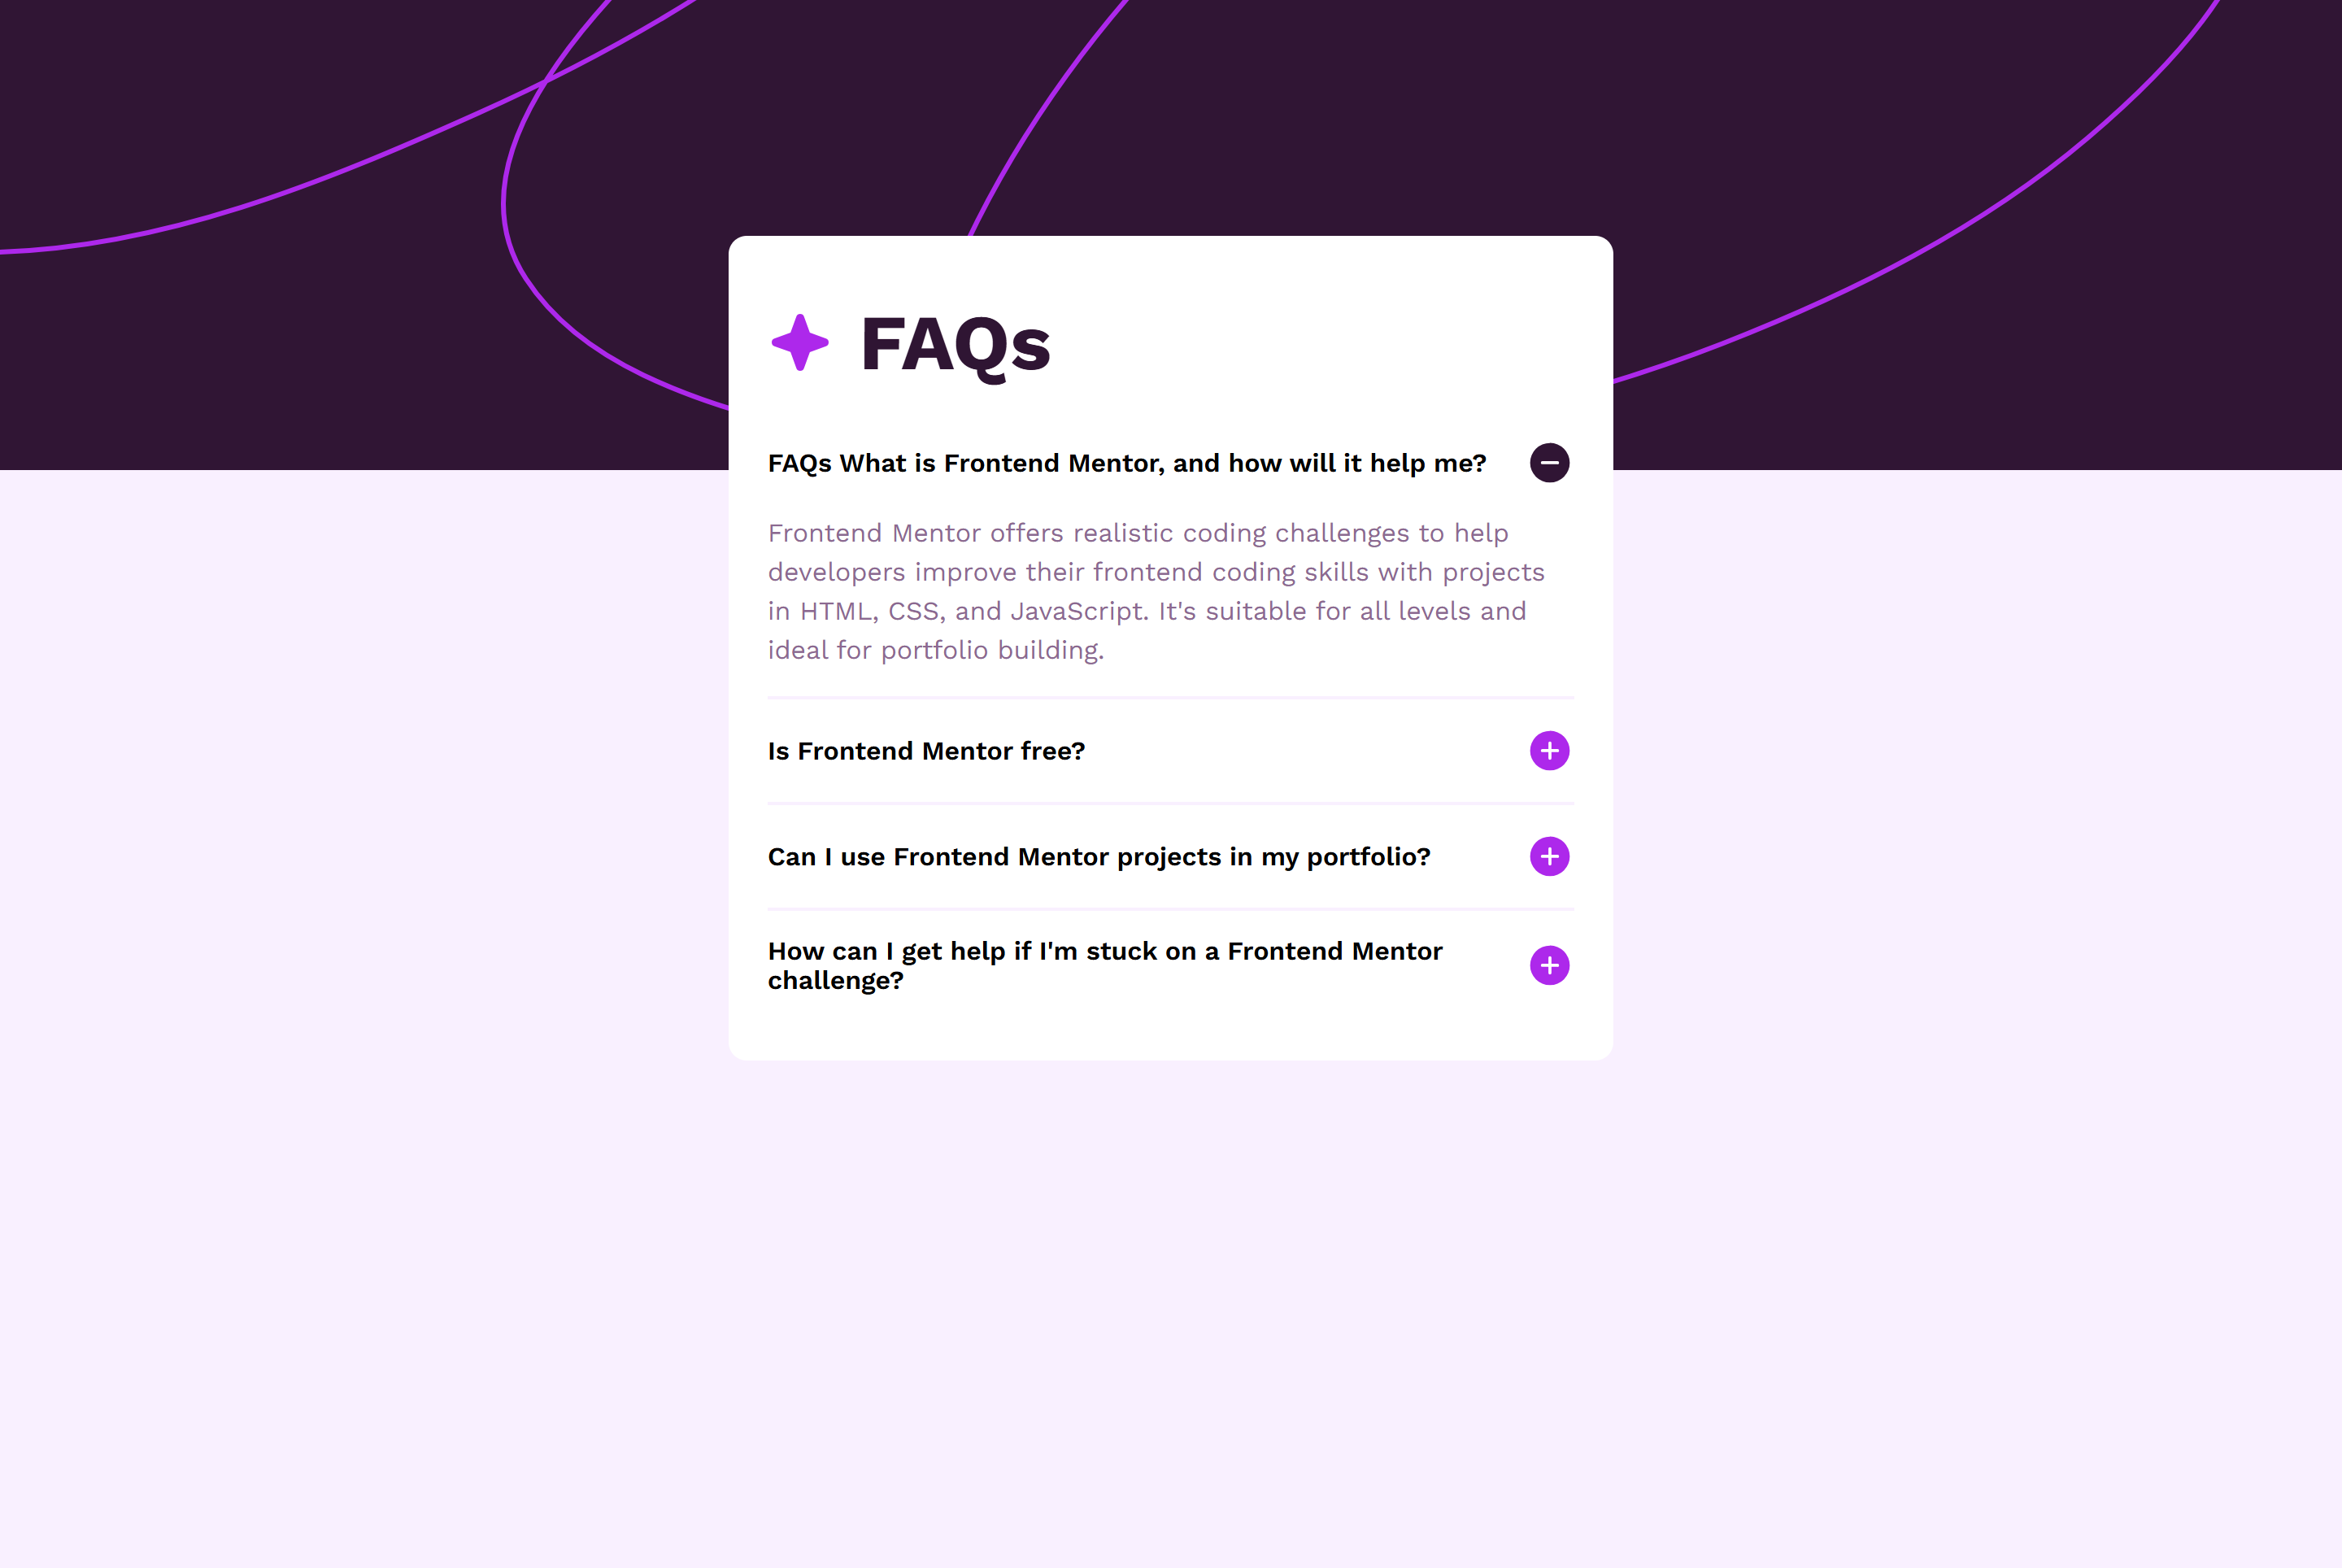 FAQs
FAQs What is Frontend Mentor, and how will it help me?
Frontend Mentor offers realistic coding challenges to help
developers improve their frontend coding skills with projects
in HTML, CSS, and JavaScript. It's suitable for all levels and
ideal for portfolio building.
Is Frontend Mentor free?
Can I use Frontend Mentor projects in my portfolio?
How can I get help if I'm stuck on a Frontend Mentor
challenge?